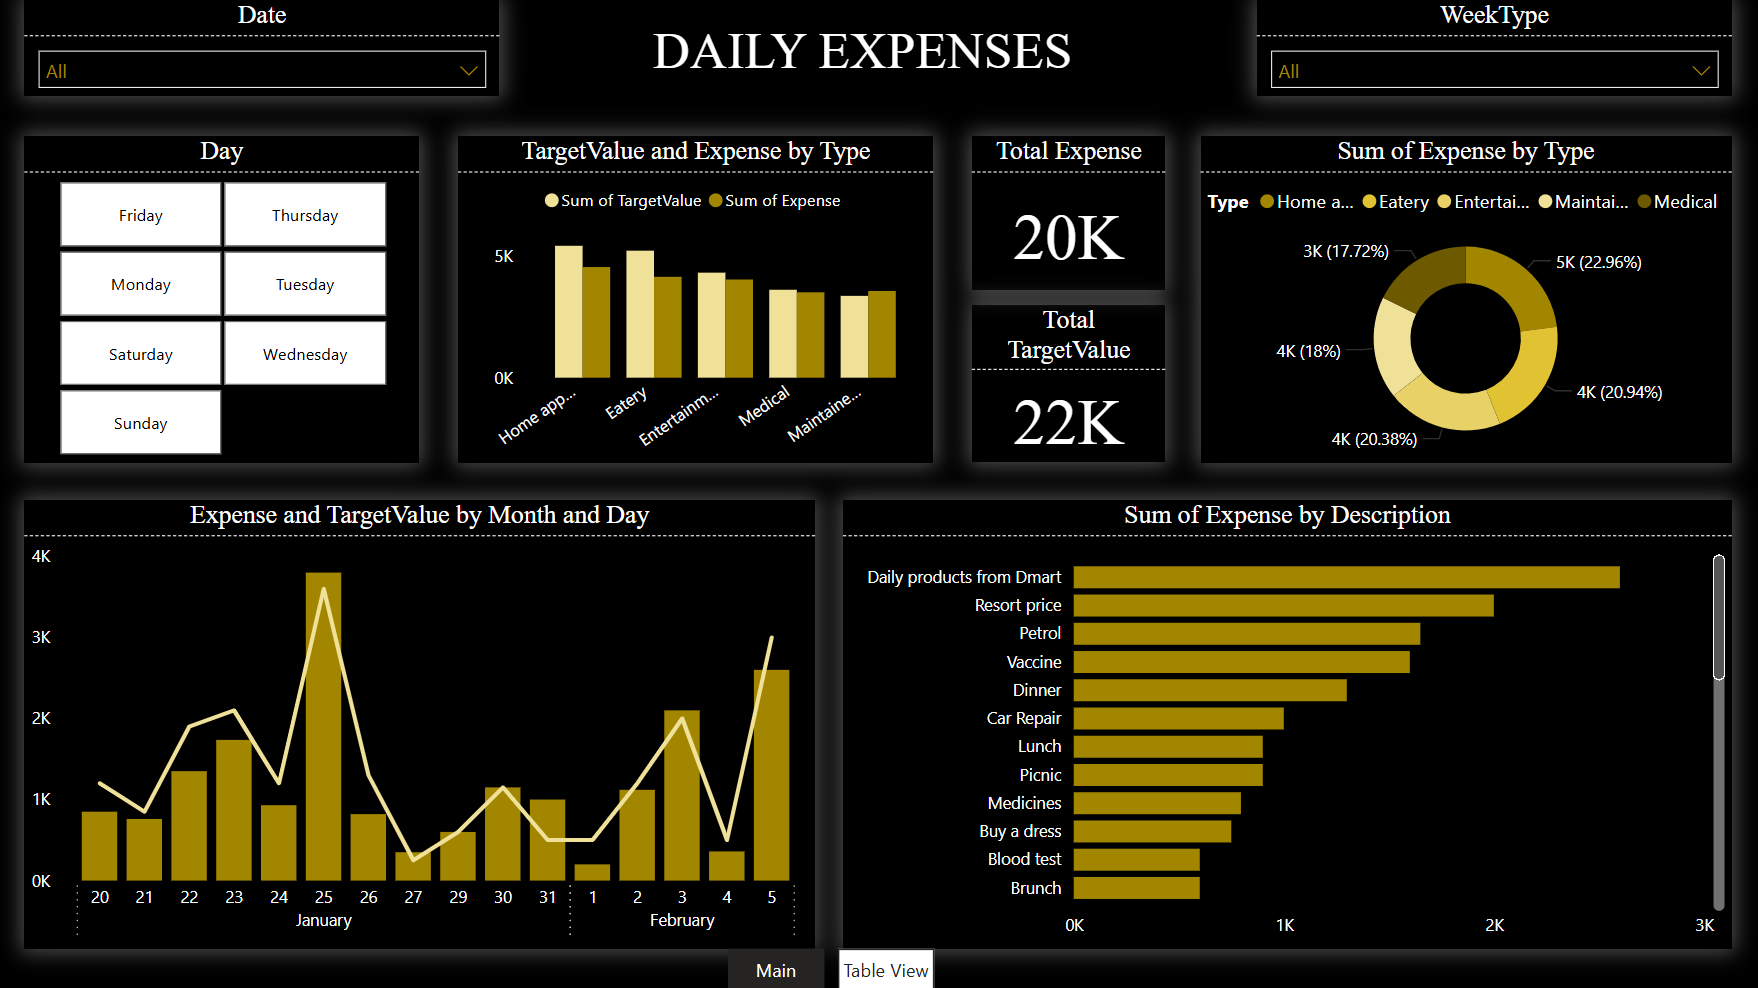 Date
All
DAILY EXPENSES
WeekType
All
Day
Friday
Thursday
Monday
Tuesday
Saturday
Wednesday
Sunday
TargetValue and Expense by Type
Sum of TargetValue
Sum of Expense
5K
0K
Home app...
Eatery
Entertainm...
Medical
Maintaine...
Total Expense
20K
Total
TargetValue
22K
Sum of Expense by Type
Type Home a... Eatery Entertai... Maintai... Medical
3K (17.72%)
5K (22.96%)
4K (18%)
4K (20.94%)
4K (20.38%)
Expense and TargetValue by Month and Day
4K
3K
2K
1K
0K
20 21 22 23 24 25 26 27 29 30 31 1 2 3 4 5
January
February
Sum of Expense by Description
Daily products from Dmart
Resort price
Petrol
Vaccine
Dinner
Car Repair
Lunch
Picnic
Medicines
Buy a dress
Blood test
Brunch
0K 1K 2K 3K
Main
Table View